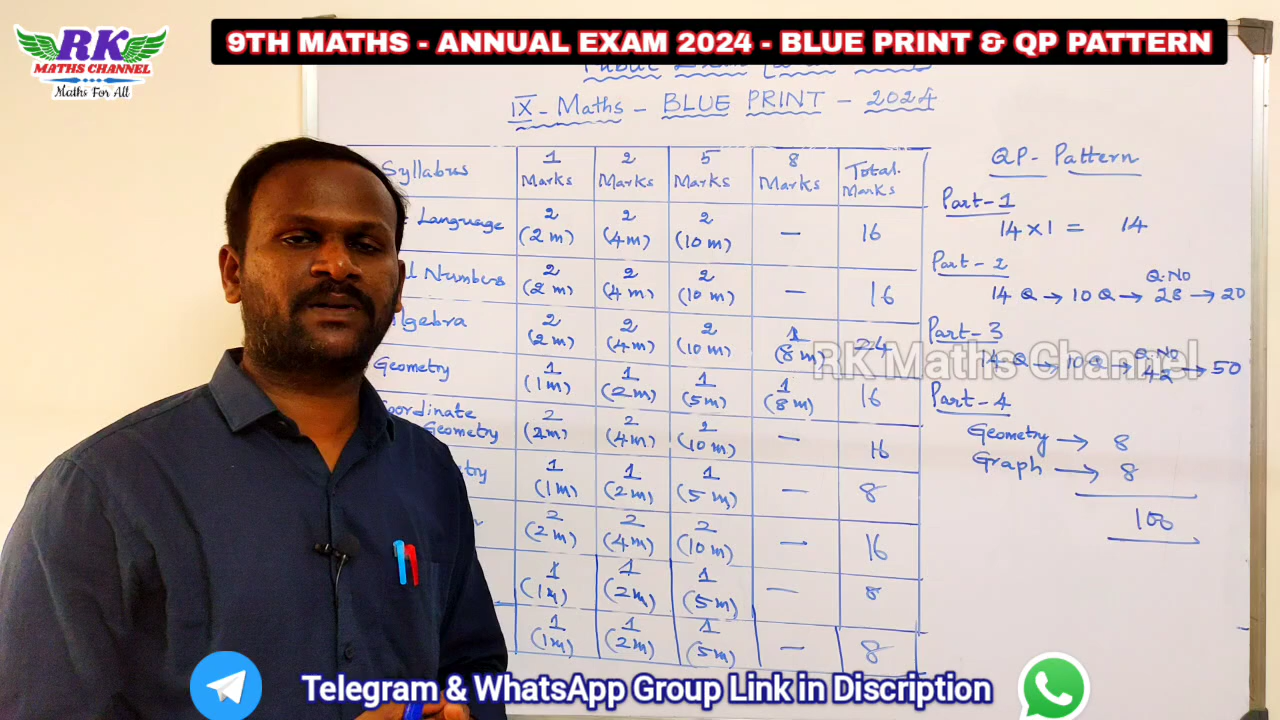 RK
MATHS CHANNEL
Maths For All
9TH MATHS - ANNUAL EXAM 2024 - BLUE PRINT & QP PATTERN
IX - Maths - BLUE PRINT - 2024
Syllabus 1 Marks 2 Marks 5 Marks 8 Marks Total Marks
Language 2 (2m) 2 (4m) 2 (10m) — 16
Numbers 2 (2m) 2 (4m) 2 (10m) — 16
Algebra 2 (2m) 2 (4m) 2 (10m) 1 (8m) 24
Geometry 1 (1m) 1 (2m) 1 (5m) 1 (8m) 16
Coordinate Geometry 2 (2m) 2 (4m) 2 (10m) — 16
1 (1m) 1 (2m) 1 (5m) — 8
2 (2m) 2 (4m) 2 (10m) — 16
1 (1m) 1 (2m) 1 (5m) — 8
1 (1m) 1 (2m) 1 (5m) — 8
QP - Pattern
Part-1
14 x 1 = 14
Part-2
Q.NO
14 Q → 10 Q → 28 → 20
Part-3
Q.NO
14 Q → 10 Q → 42 → 50
Part-4
Geometry → 8
Graph → 8
100
RK Maths Channel
Telegram & WhatsApp Group Link in Discription